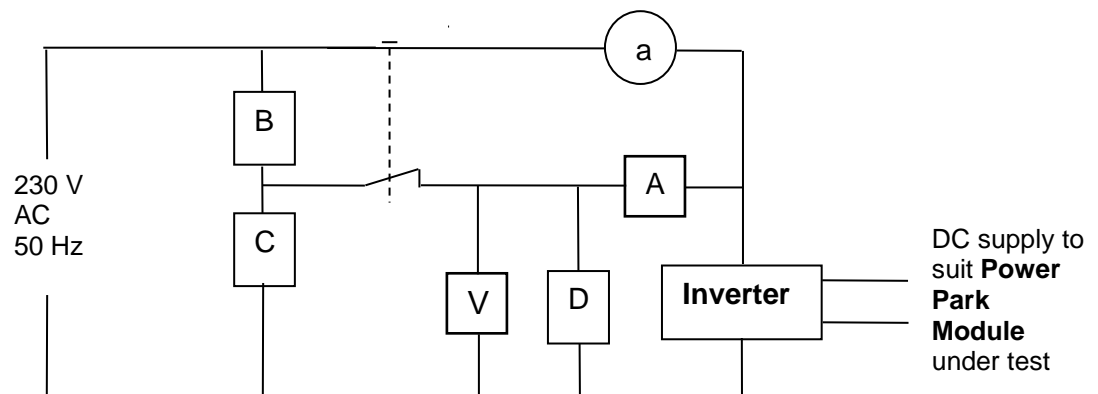 a
B
230 V
AC
50 Hz
A
C
V
D
Inverter
DC supply to
suit Power
Park
Module
under test